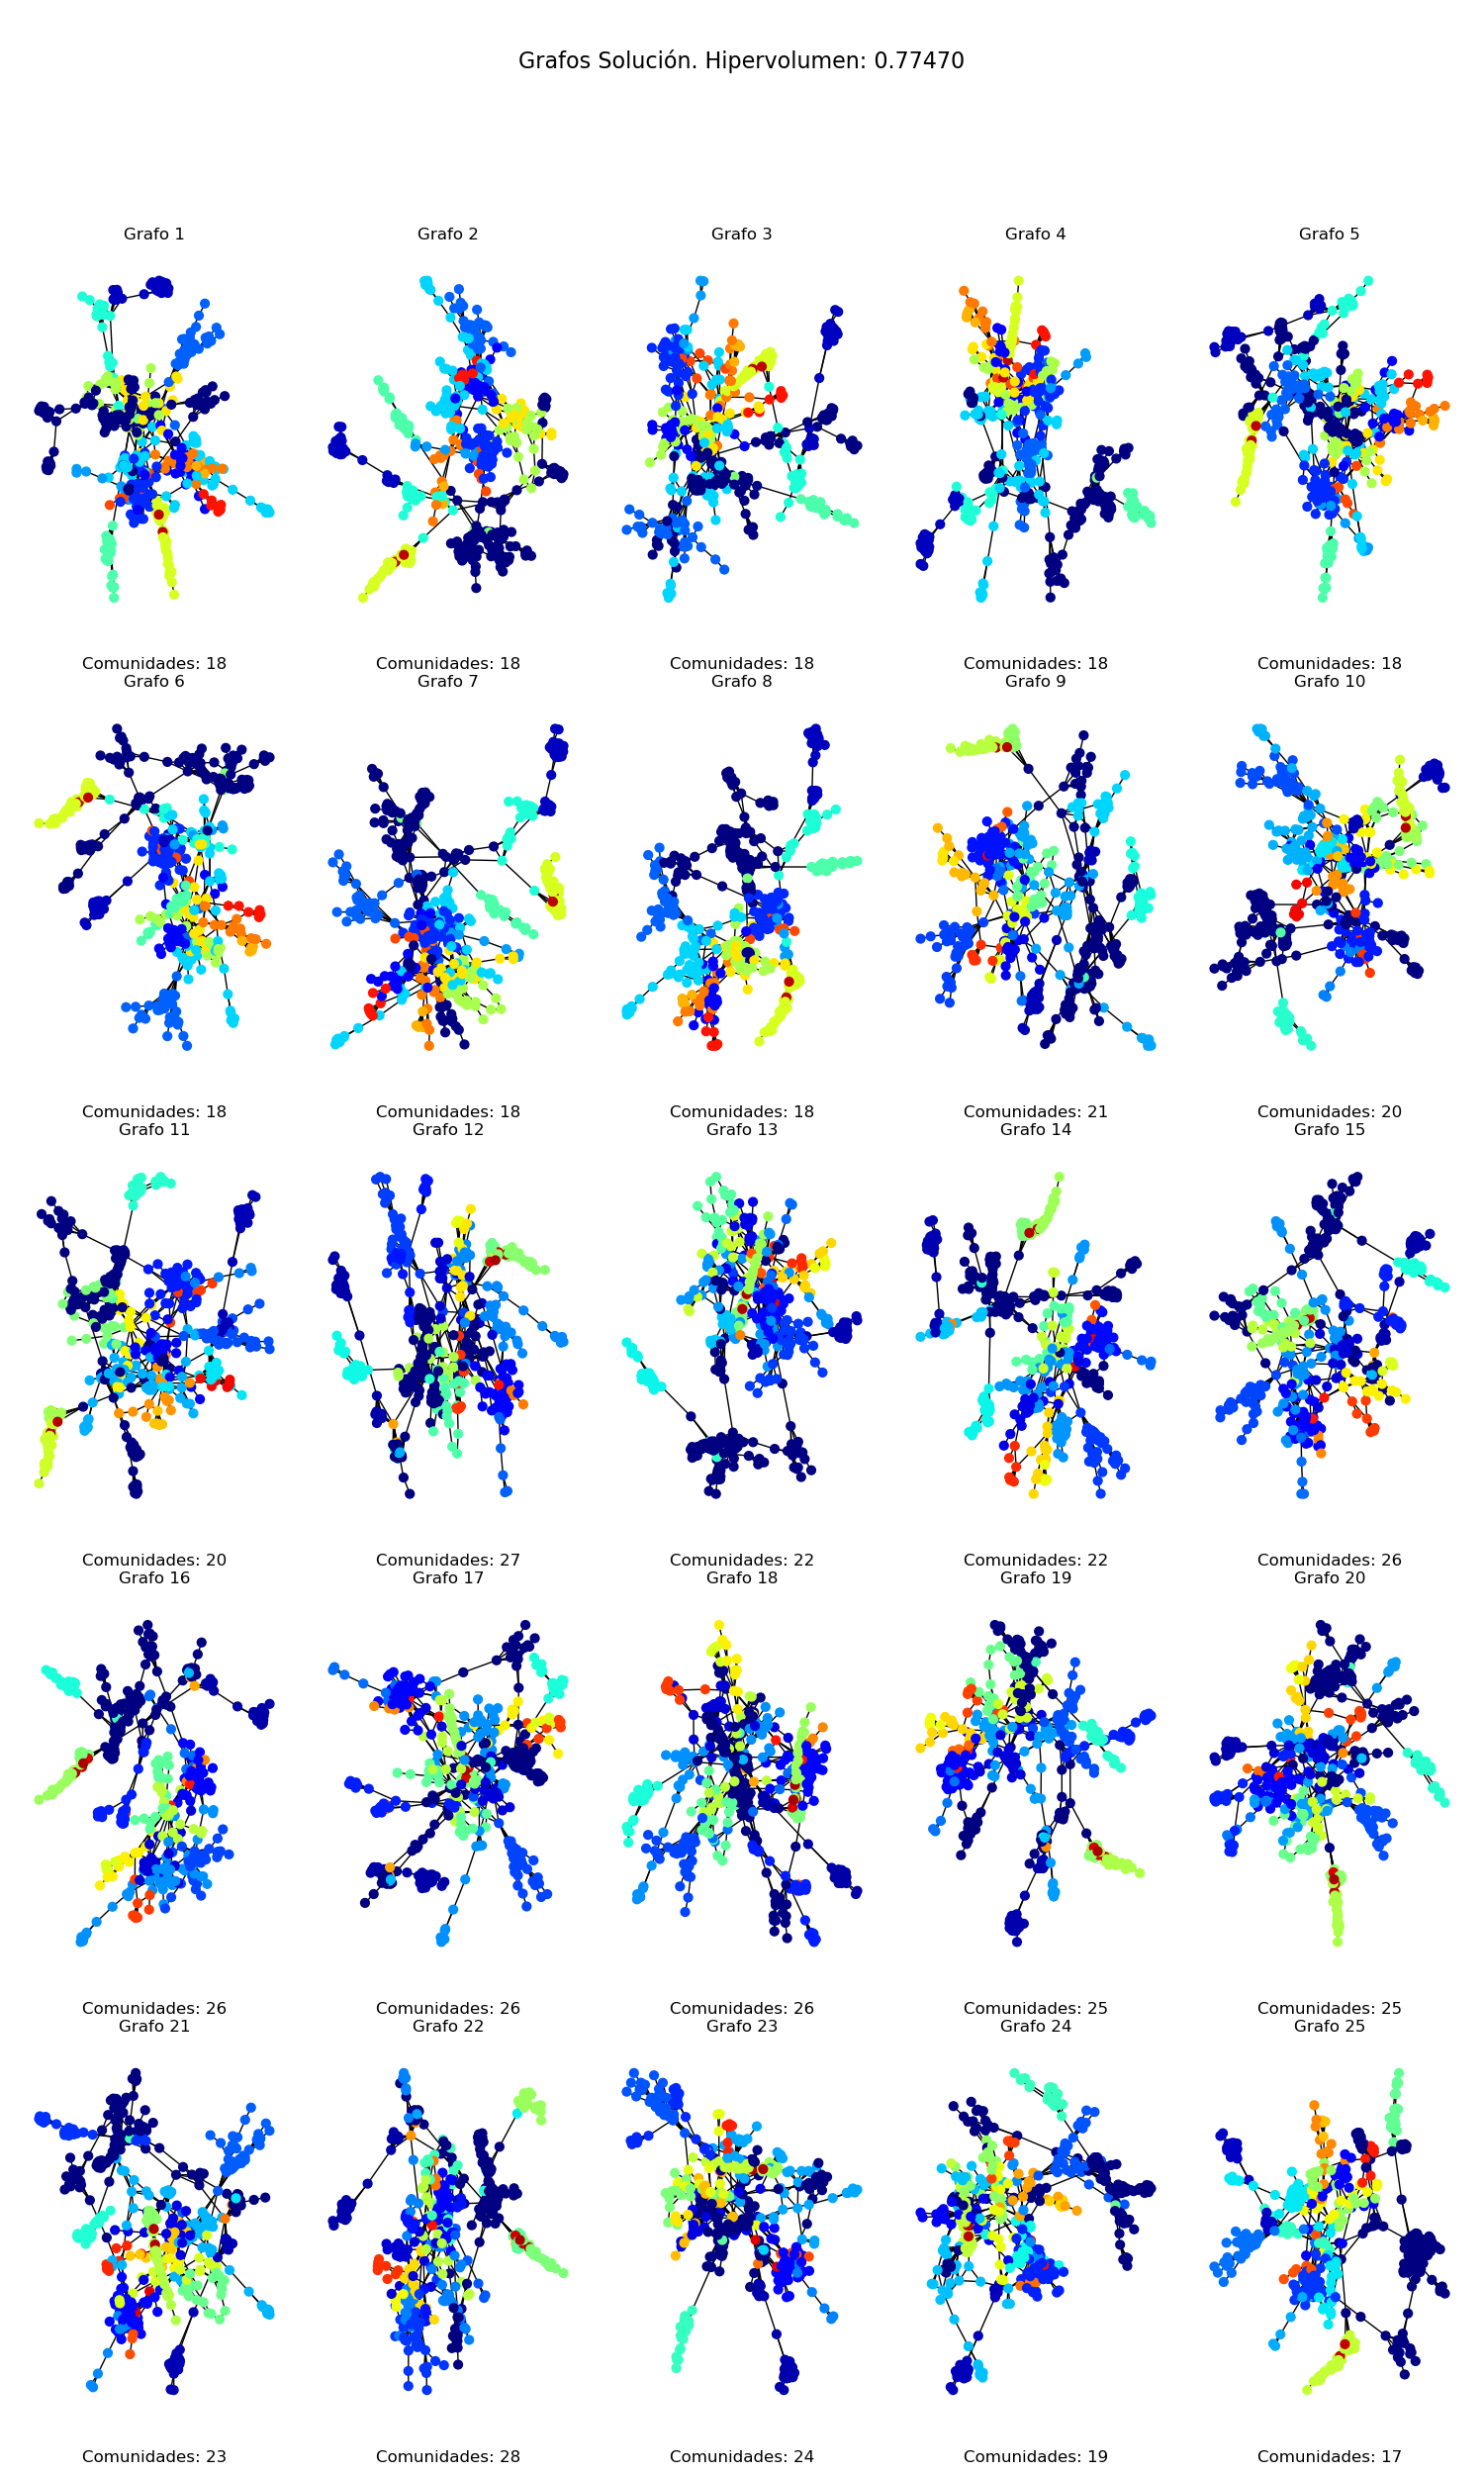 Grafos Solución. Hipervolumen: 0.77470
Grafo 1
Grafo 2
Grafo 3
Grafo 4
Grafo 5
Comunidades: 18
Comunidades: 18
Comunidades: 18
Comunidades: 18
Comunidades: 18
Grafo 6
Grafo 7
Grafo 8
Grafo 9
Grafo 10
Comunidades: 18
Comunidades: 18
Comunidades: 18
Comunidades: 21
Comunidades: 20
Grafo 11
Grafo 12
Grafo 13
Grafo 14
Grafo 15
Comunidades: 20
Comunidades: 27
Comunidades: 22
Comunidades: 22
Comunidades: 26
Grafo 16
Grafo 17
Grafo 18
Grafo 19
Grafo 20
Comunidades: 26
Comunidades: 26
Comunidades: 26
Comunidades: 25
Comunidades: 25
Grafo 21
Grafo 22
Grafo 23
Grafo 24
Grafo 25
Comunidades: 23
Comunidades: 28
Comunidades: 24
Comunidades: 19
Comunidades: 17